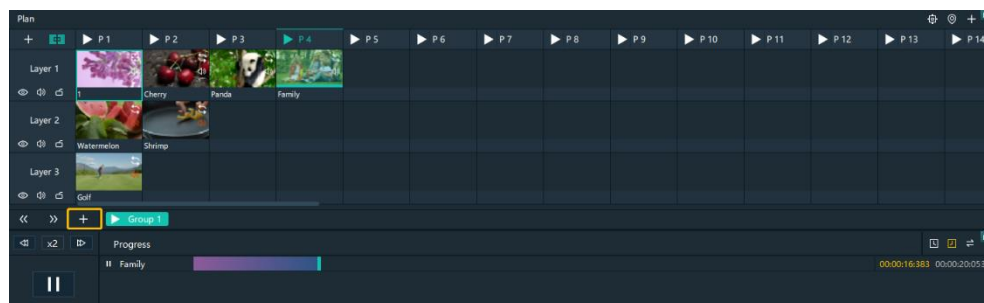 Plan
P 1 P 2 P 3 P 4 P 5 P 6 P 7 P 8 P 9 P 10 P 11 P 12 P 13 P 14
Layer 1
1 Cherry Panda Family
Layer 2
Watermelon Shrimp
Layer 3
Golf
+ Group 1
x2 Progress
Family 00:00:16:383 00:00:20:053